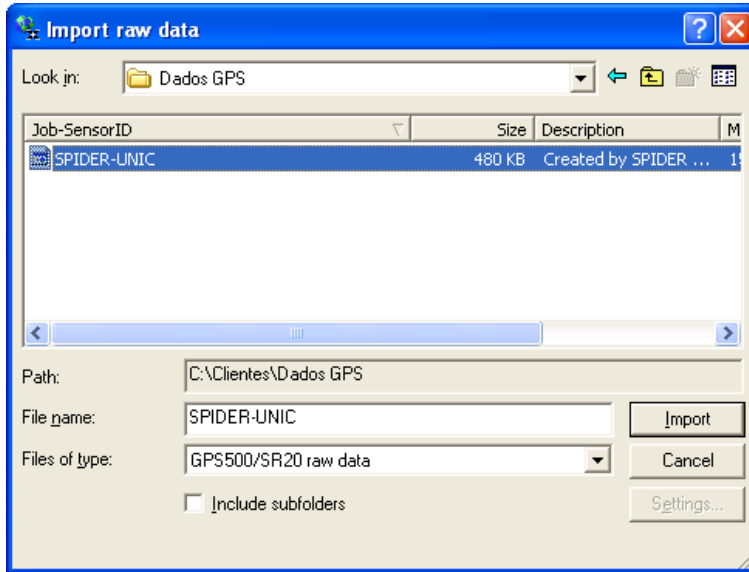 Import raw data
Look in: Dados GPS
Job-SensorID Size Description M
SPIDER-UNIC 480 KB Created by SPIDER ...
Path: C:\Clientes\Dados GPS
File name: SPIDER-UNIC Import
Files of type: GPS500/SR20 raw data Cancel
Include subfolders Settings...